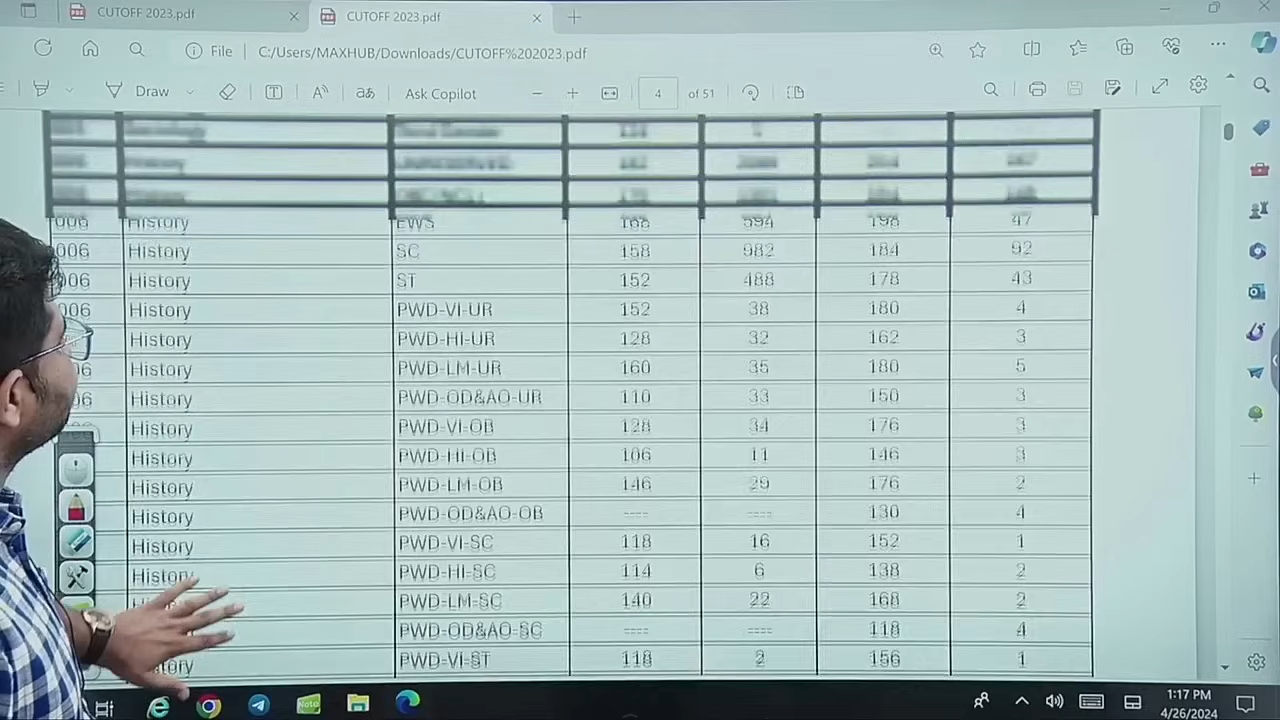 CUTOFF 2023.pdf
CUTOFF 2023.pdf
File C:/Users/MAXHUB/Downloads/CUTOFF%202023.pdf
Draw aあ Ask Copilot 4 of 51
006 History EWS 168 594 198 47
006 History SC 158 982 184 92
006 History ST 152 488 178 43
006 History PWD-VI-UR 152 38 180 4
History PWD-HI-UR 128 32 162 3
History PWD-LM-UR 160 35 180 5
History PWD-OD&AO-UR 110 33 150 3
History PWD-VI-OB 128 34 176 3
History PWD-HI-OB 106 11 146 3
History PWD-LM-OB 146 29 176 2
History PWD-OD&AO-OB ---- ---- 130 4
History PWD-VI-SC 118 16 152 1
History PWD-HI-SC 114 6 138 2
PWD-LM-SC 140 22 168 2
PWD-OD&AO-SC ---- ---- 118 4
PWD-VI-ST 118 2 156 1
1:17 PM
4/26/2024